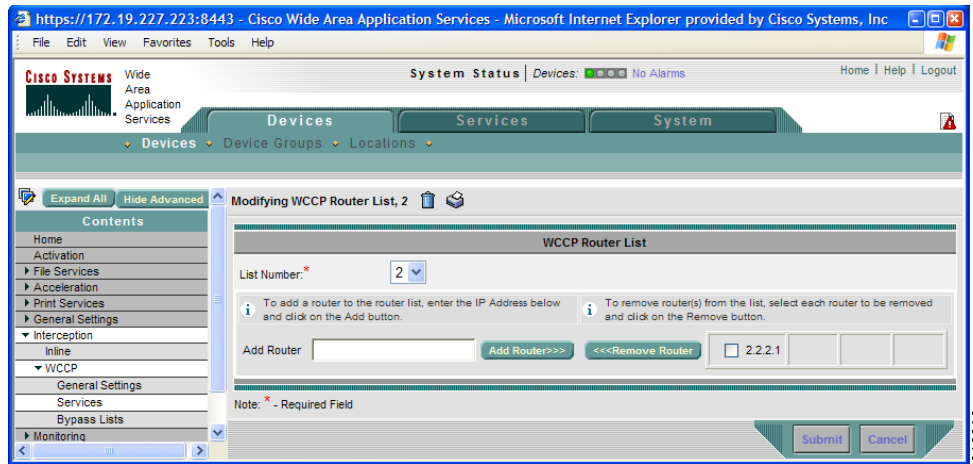 https://172.19.227.223:8443 - Cisco Wide Area Application Services - Microsoft Internet Explorer provided by Cisco Systems, Inc
File Edit View Favorites Tools Help
CISCO SYSTEMS
Wide
Area
Application
Services
System Status Devices: No Alarms
Home | Help | Logout
Devices Services System
Devices Device Groups Locations
Expand All Hide Advanced
Contents
Home
Activation
File Services
Acceleration
Print Services
General Settings
Interception
Inline
WCCP
General Settings
Services
Bypass Lists
Monitoring
Modifying WCCP Router List, 2
WCCP Router List
List Number:* 2
To add a router to the router list, enter the IP Address below
and click on the Add button.
To remove router(s) from the list, select each router to be removed
and click on the Remove button.
Add Router Add Router>>> <<<Remove Router 2.2.2.1
Note: * - Required Field
Submit Cancel